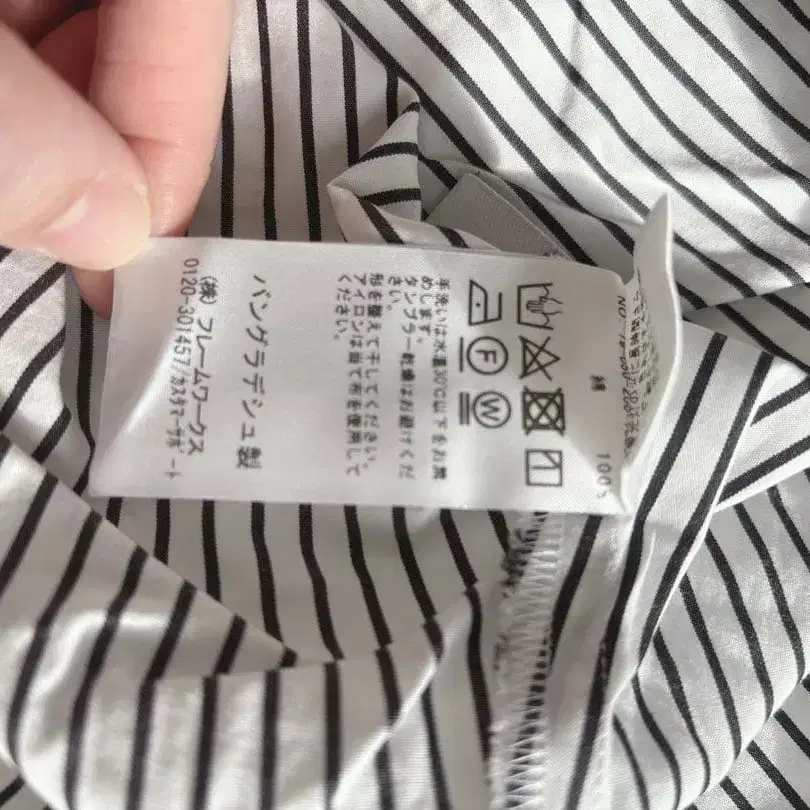 綿 100%
F W
手洗いは水温30℃以下をお薦
めします。
タンブラー乾燥はお避けくだ
さい。
形を整えて干してください。
アイロンは当て布を使用して
ください。
バングラデシュ製
(株) フレームワークス
0120-301457/カスタマーサポート